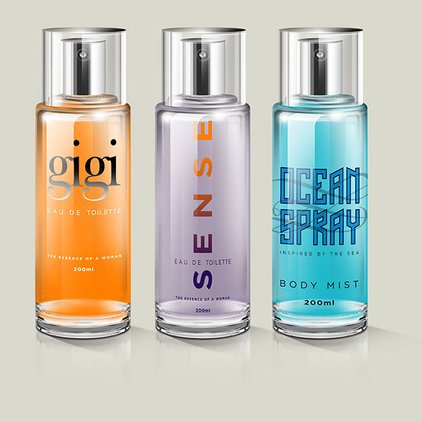 gigi
EAU DE TOILETTE
THE ESSENCE OF A WOMAN
200ml
SENSE
EAU DE TOILETTE
THE ESSENCE OF A WOMAN
200ml
OCEAN
SPRAY
INSPIRED BY THE SEA
BODY MIST
200ml